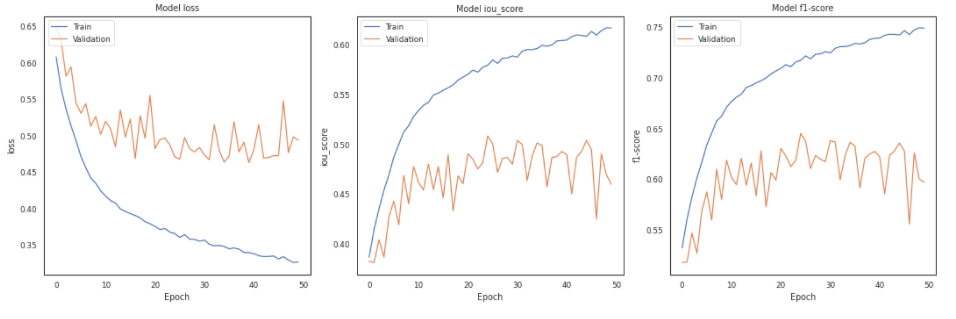 Model loss
Train
Validation
0.65
0.60
0.55
0.50
0.45
0.40
0.35
loss
0 10 20 30 40 50
Epoch
Model iou_score
Train
Validation
0.60
0.55
0.50
0.45
0.40
iou_score
0 10 20 30 40 50
Epoch
Model f1-score
Train
Validation
0.75
0.70
0.65
0.60
0.55
f1-score
0 10 20 30 40 50
Epoch